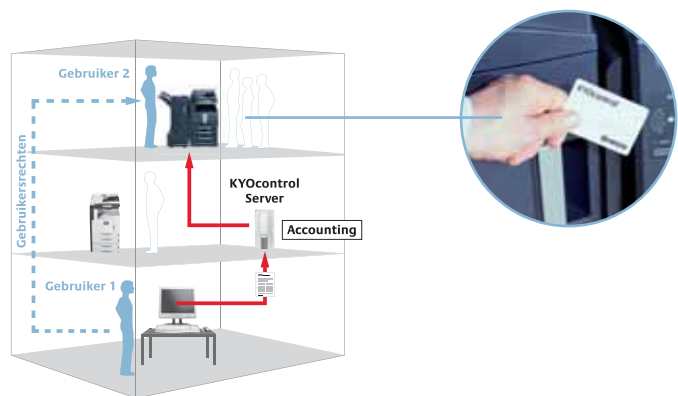 Gebruiker 2
KYOcontrol
Gebruikersrechten
KYOcontrol
Server
Accounting
Gebruiker 1